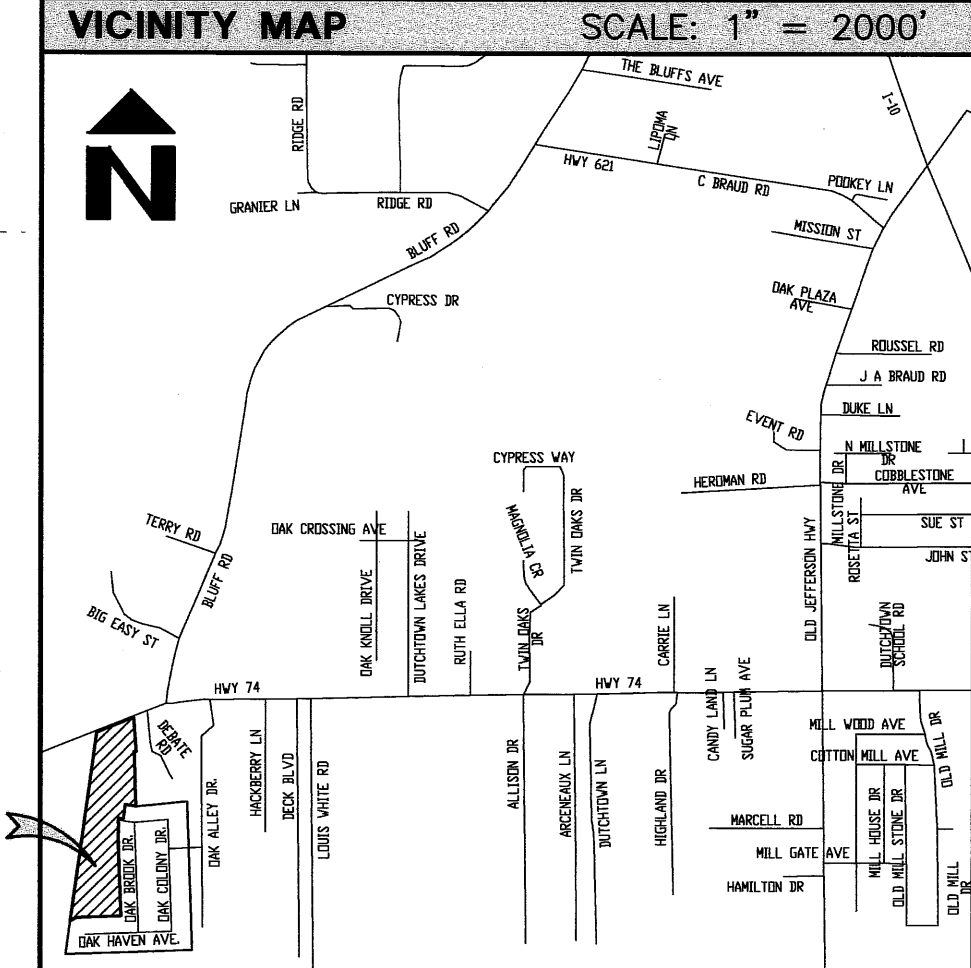 VICINITY MAP
SCALE: 1" = 2000'
N
RIDGE RD
THE BLUFFS AVE
I-10
LIPOMA
LN
HWY 621
C BRAUD RD
POOKEY LN
GRANIER LN
RIDGE RD
MISSION ST
BLUFF RD
OAK PLAZA
AVE
CYPRESS DR
ROUSSEL RD
J A BRAUD RD
DUKE LN
EVENT RD
N MILLSTONE
DR
CYPRESS WAY
HERDMAN RD
MILLSTONE DR
COBBLESTONE
AVE
MAGNOLIA CR
TWIN OAKS DR
TERRY RD
OAK CROSSING AVE
OLD JEFFERSON HWY
ROSETTA ST
SUE ST
JOHN ST
BLUFF RD
OAK KNOLL DRIVE
DUTCHTOWN LAKES DRIVE
RUTH ELLA RD
TWIN OAKS
DR
CARRIE LN
DUTCHTOWN
SCHOOL RD
BIG EASY ST
HWY 74
HWY 74
CANDY LAND LN
SUGAR PLUM AVE
DEBATE
RD
MILL WOOD AVE
OLD MILL DR
COTTON MILL AVE
HACKBERRY LN
DECK BLVD
LOUIS WHITE RD
ALLISON DR
ARCENEAUX LN
DUTCHTOWN LN
HIGHLAND DR
OAK ALLEY DR.
MARCELL RD
MILL HOUSE DR
OLD MILL STONE DR
OAK BROOK DR.
OAK COLONY DR.
MILL GATE AVE
HAMILTON DR
OLD MILL
DR
OAK HAVEN AVE.